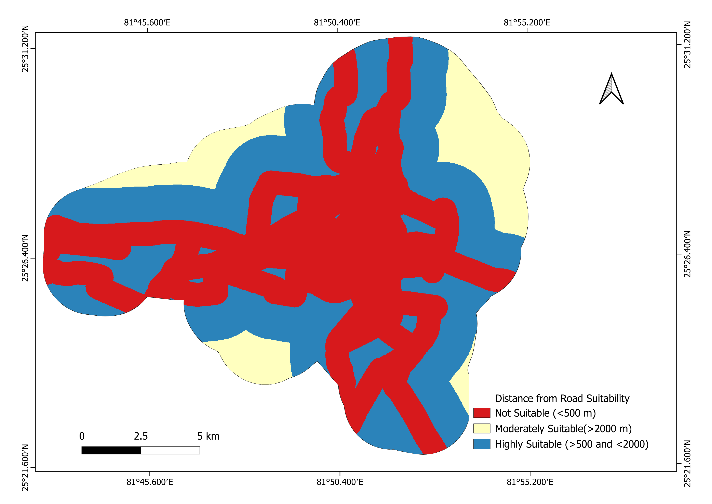 81°45.600'E 81°50.400'E 81°55.200'E
25°31.200'N 25°31.200'N
25°26.400'N 25°26.400'N
Distance from Road Suitability
Not Suitable (<500 m)
Moderately Suitable(>2000 m)
Highly Suitable (>500 and <2000)
0 2.5 5 km
25°21.600'N 25°21.600'N
81°45.600'E 81°50.400'E 81°55.200'E